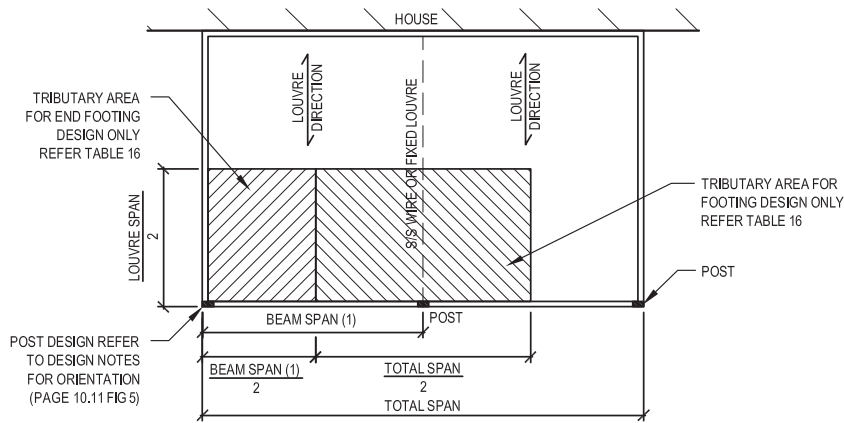 HOUSE
TRIBUTARY AREA
FOR END FOOTING
DESIGN ONLY
REFER TABLE 16
LOUVRE
DIRECTION
S/S WIRE OR FIXED LOUVRE
LOUVRE
DIRECTION
TRIBUTARY AREA FOR
FOOTING DESIGN ONLY
REFER TABLE 16
LOUVRE SPAN
2
POST
BEAM SPAN (1)
POST
POST DESIGN REFER
TO DESIGN NOTES
FOR ORIENTATION
(PAGE 10.11 FIG 5)
BEAM SPAN (1)
2
TOTAL SPAN
2
TOTAL SPAN